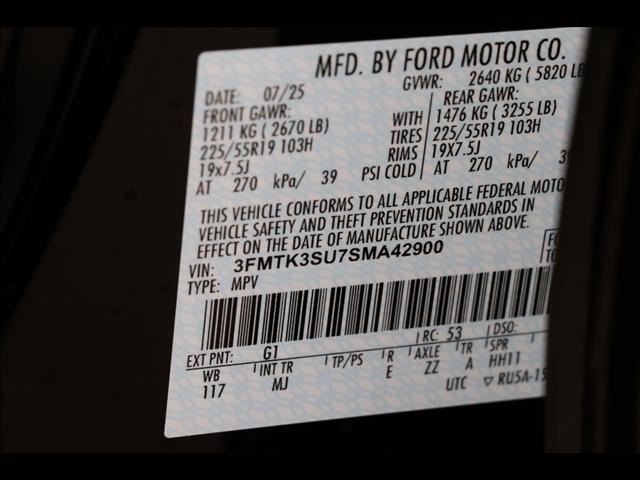 MFD. BY FORD MOTOR CO.
DATE: 07/25 GVWR: 2640 KG ( 5820 LB
FRONT GAWR: REAR GAWR:
1211 KG ( 2670 LB) WITH 1476 KG ( 3255 LB)
225/55R19 103H TIRES 225/55R19 103H
19x7.5J RIMS 19X7.5J
AT 270 kPa/ 39 PSI COLD AT 270 kPa/ 39
THIS VEHICLE CONFORMS TO ALL APPLICABLE FEDERAL MOTO
VEHICLE SAFETY AND THEFT PREVENTION STANDARDS IN
EFFECT ON THE DATE OF MANUFACTURE SHOWN ABOVE.
VIN: 3FMTK3SU7SMA42900
TYPE: MPV
EXT PNT: G1 RC: 53 DSO:
WB INT TR TP/PS R AXLE TR SPR
117 MJ E ZZ A HH11
UTC ▽ RU5A-15